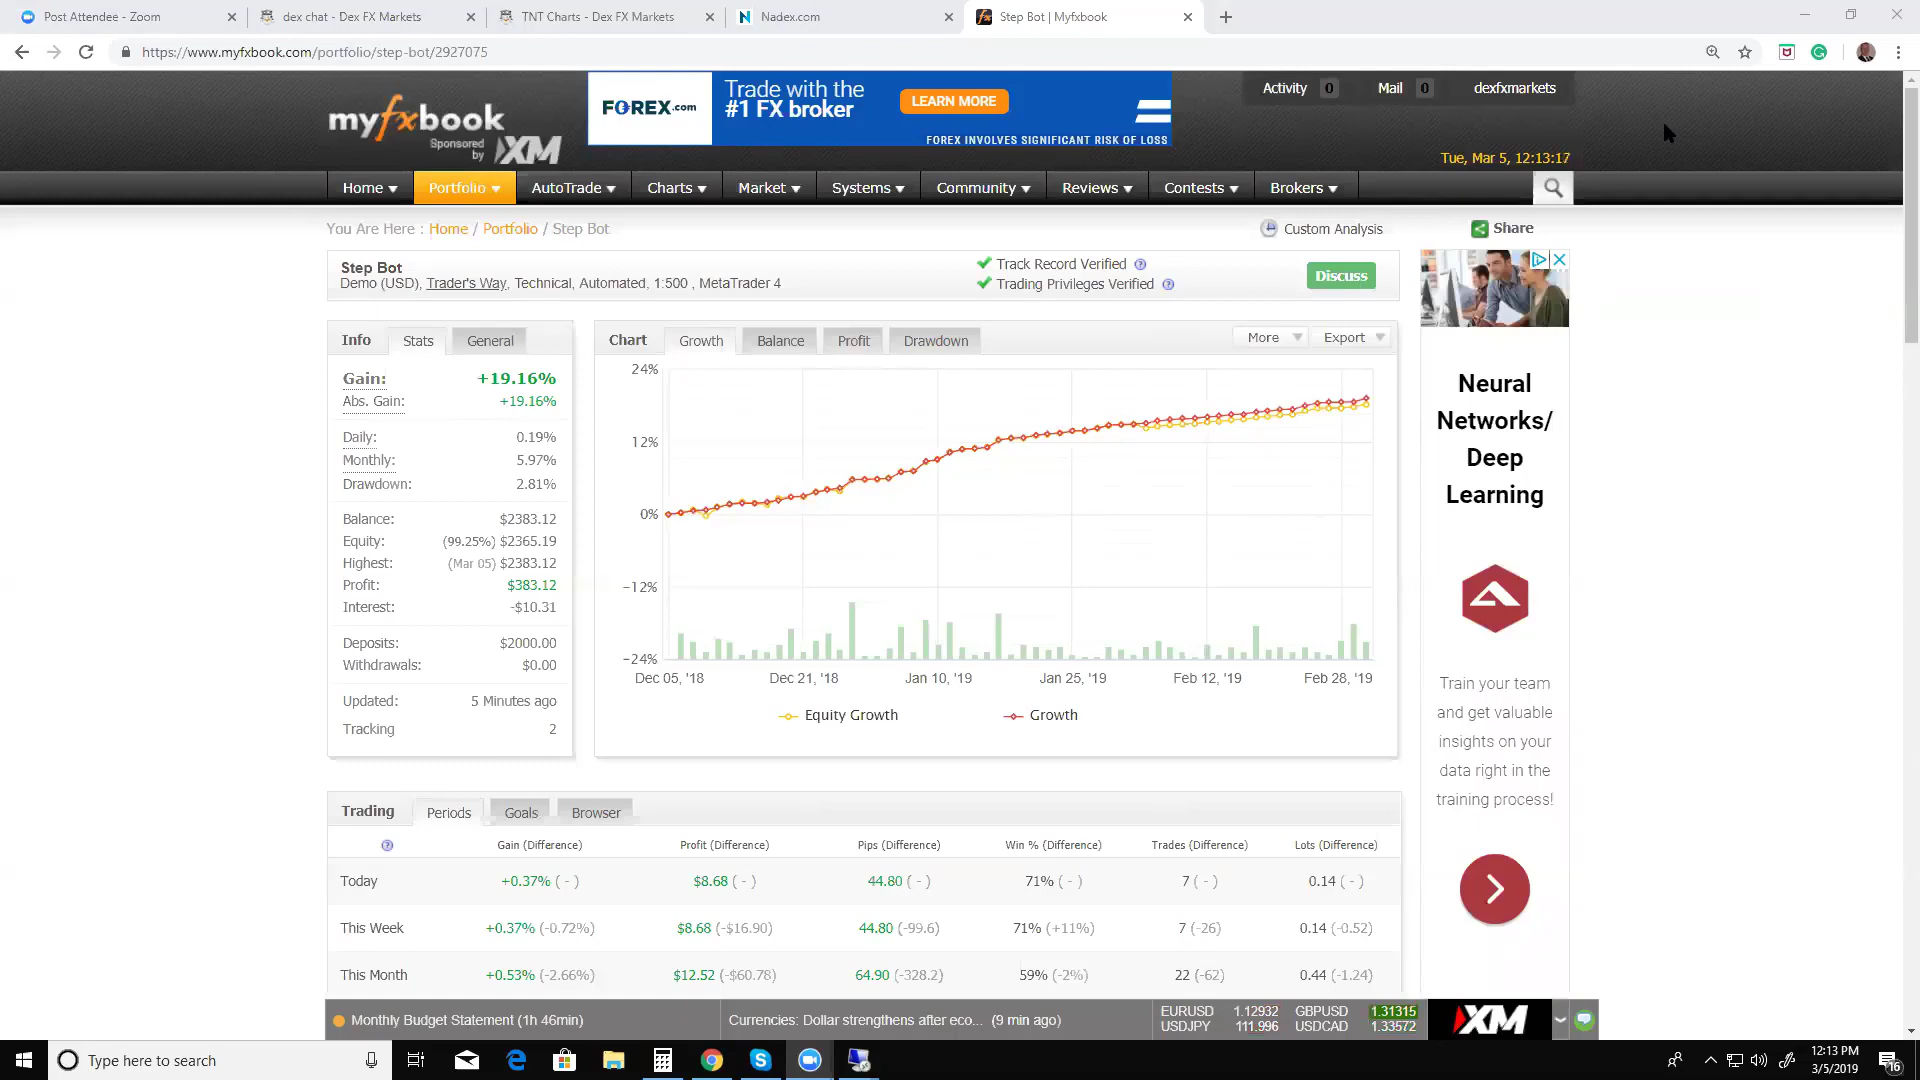 Post Attendee - Zoom
dex chat - Dex FX Markets
TNT Charts - Dex FX Markets
Nadex.com
Step Bot | Myfxbook
https://www.myfxbook.com/portfolio/step-bot/2927075
myfxbook
Sponsored by XM
FOREX.com
Trade with the
#1 FX broker
LEARN MORE
FOREX INVOLVES SIGNIFICANT RISK OF LOSS
Activity 0 Mail 0 dexfxmarkets
Tue, Mar 5, 12:13:17
Home Portfolio AutoTrade Charts Market Systems Community Reviews Contests Brokers
You Are Here : Home / Portfolio / Step Bot
Custom Analysis
Share
Step Bot
Demo (USD), Trader's Way, Technical, Automated, 1:500 , MetaTrader 4
Track Record Verified
Trading Privileges Verified
Discuss
Info Stats General
Gain: +19.16%
Abs. Gain: +19.16%
Daily: 0.19%
Monthly: 5.97%
Drawdown: 2.81%
Balance: $2383.12
Equity: (99.25%) $2365.19
Highest: (Mar 05) $2383.12
Profit: $383.12
Interest: -$10.31
Deposits: $2000.00
Withdrawals: $0.00
Updated: 5 Minutes ago
Tracking 2
Chart Growth Balance Profit Drawdown More Export
24%
12%
0%
-12%
-24%
Dec 05, '18 Dec 21, '18 Jan 10, '19 Jan 25, '19 Feb 12, '19 Feb 28, '19
Equity Growth Growth
Neural
Networks/
Deep
Learning
Train your team
and get valuable
insights on your
data right in the
training process!
Trading Periods Goals Browser
Gain (Difference) Profit (Difference) Pips (Difference) Win % (Difference) Trades (Difference) Lots (Difference)
Today +0.37% ( - ) $8.68 ( - ) 44.80 ( - ) 71% ( - ) 7 ( - ) 0.14 ( - )
This Week +0.37% (-0.72%) $8.68 (-$16.90) 44.80 (-99.6) 71% (+11%) 7 (-26) 0.14 (-0.52)
This Month +0.53% (-2.66%) $12.52 (-$60.78) 64.90 (-328.2) 59% (-2%) 22 (-62) 0.44 (-1.24)
Monthly Budget Statement (1h 46min)
Currencies: Dollar strengthens after eco... (9 min ago)
EURUSD 1.12932 GBPUSD 1.31315
USDJPY 111.996 USDCAD 1.33572
XM
Type here to search
12:13 PM
3/5/2019
16